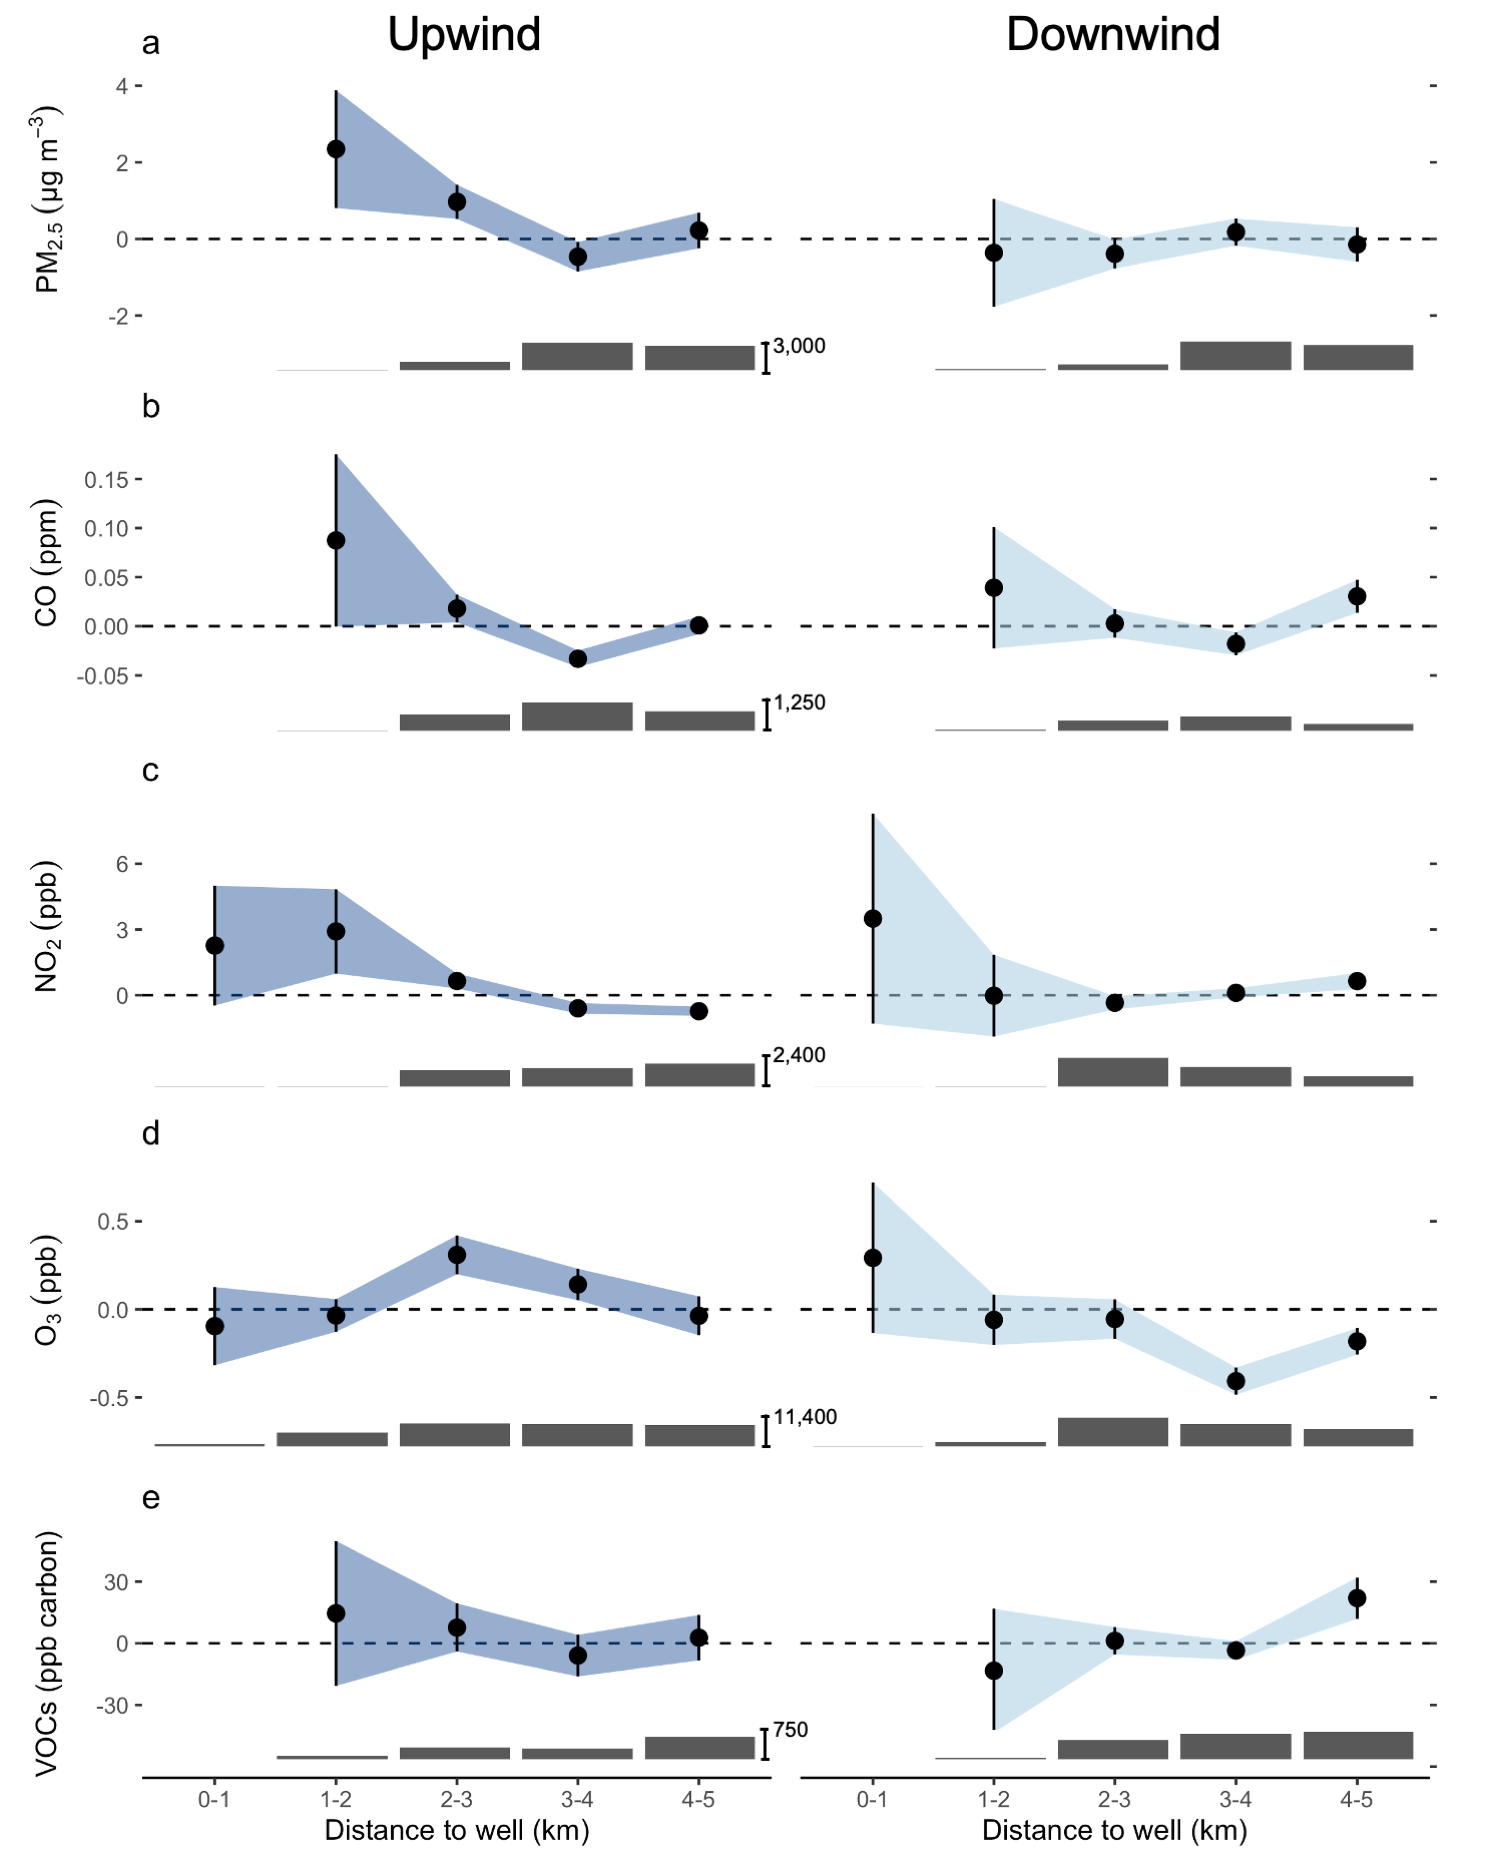 Upwind
Downwind
a
PM2.5 (µg m−3)
4
2
0
-2
3,000
b
CO (ppm)
0.15
0.10
0.05
0.00
-0.05
1,250
c
NO2 (ppb)
6
3
0
2,400
d
O3 (ppb)
0.5
0.0
-0.5
11,400
e
VOCs (ppb carbon)
30
0
-30
750
0-1 1-2 2-3 3-4 4-5
0-1 1-2 2-3 3-4 4-5
Distance to well (km)
Distance to well (km)